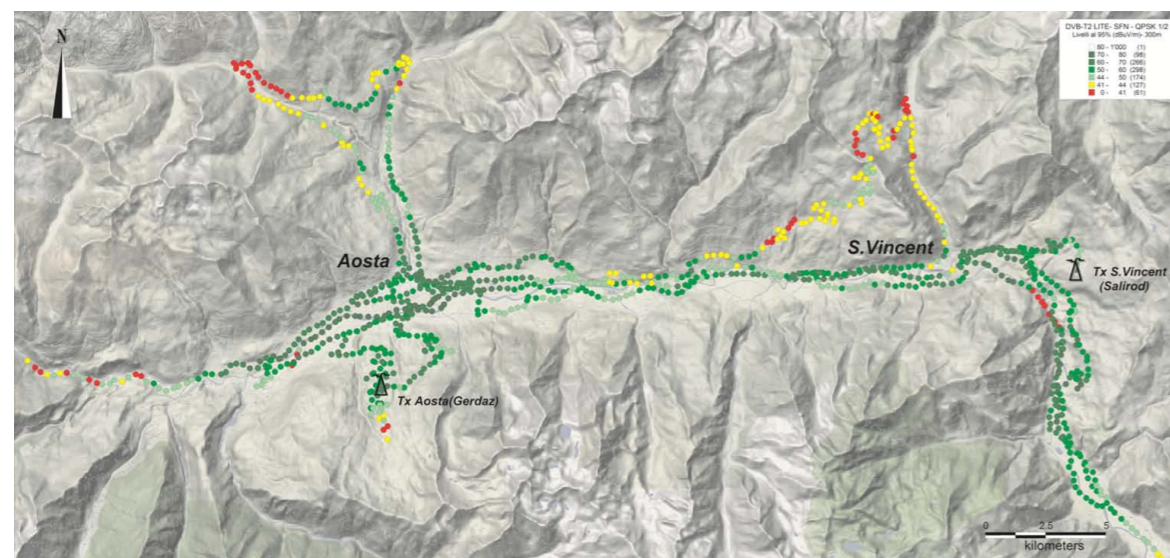 N
DVB-T2 LITE- SFN - QPSK 1/2
Livelli al 95% (dBuV/m)- 300m
80 - 1'000 (1)
70 - 80 (98)
60 - 70 (266)
50 - 60 (298)
44 - 50 (174)
41 - 44 (127)
0 - 41 (61)
Aosta
S.Vincent
Tx S.Vincent
(Salirod)
Tx Aosta(Gerdaz)
0 2.5 5
kilometers